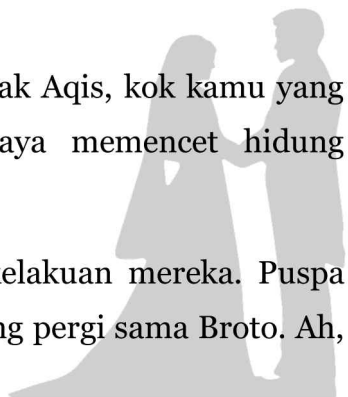 ak Aqis, kok kamu yang
aya memencet hidung
elakuan mereka. Puspa
ng pergi sama Broto. Ah,